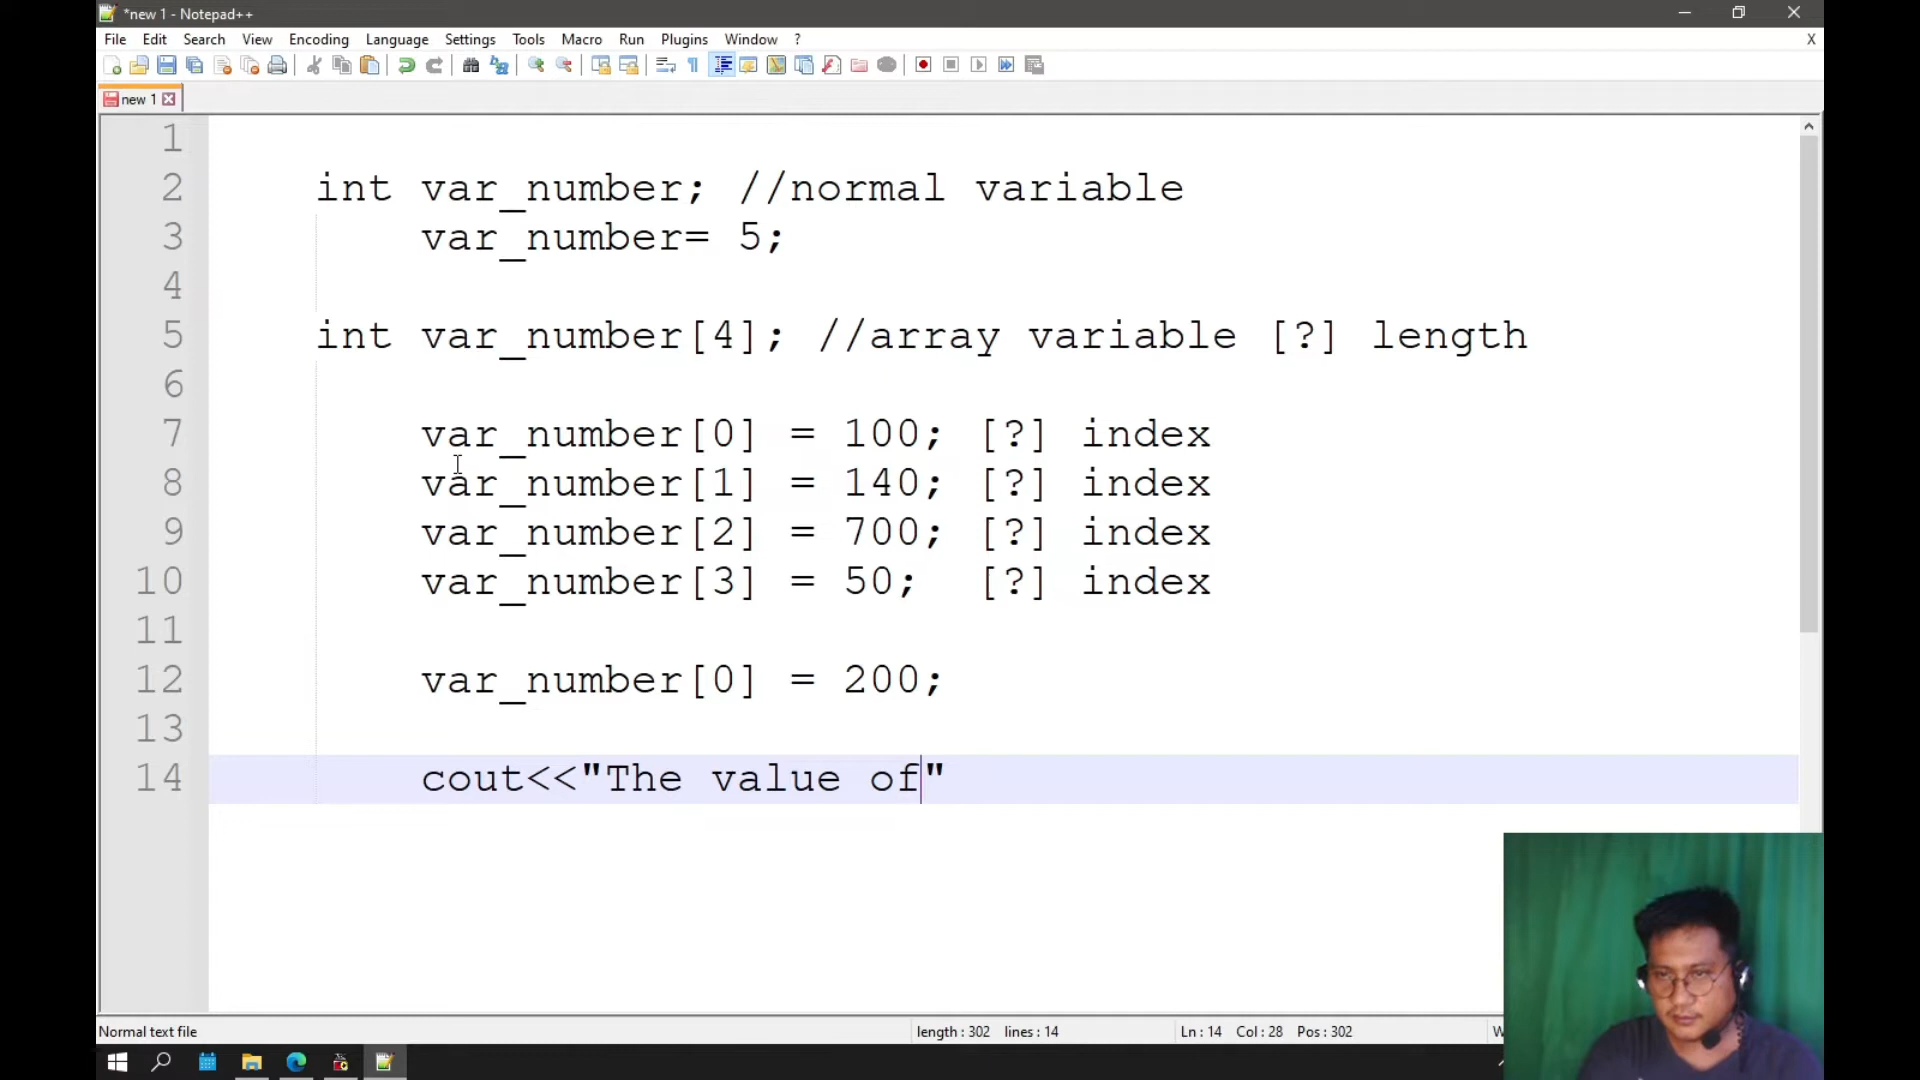 *new 1 - Notepad++
File Edit Search View Encoding Language Settings Tools Macro Run Plugins Window ? X
new 1
1
2 int var_number; //normal variable
3 var_number= 5;
4
5 int var_number[4]; //array variable [?] length
6
7 var_number[0] = 100; [?] index
8 var_number[1] = 140; [?] index
9 var_number[2] = 700; [?] index
10 var_number[3] = 50; [?] index
11
12 var_number[0] = 200;
13
14 cout<<"The value of"
Normal text file length : 302 lines : 14 Ln : 14 Col : 28 Pos : 302 W